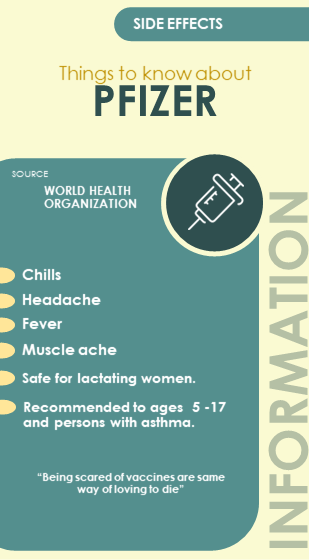 SIDE EFFECTS
Things to know about
PFIZER
SOURCE
WORLD HEALTH
ORGANIZATION
Chills
Headache
Fever
Muscle ache
Safe for lactating women.
Recommended to ages 5 -17
and persons with asthma.
“Being scared of vaccines are same
way of loving to die”
INFORMATION